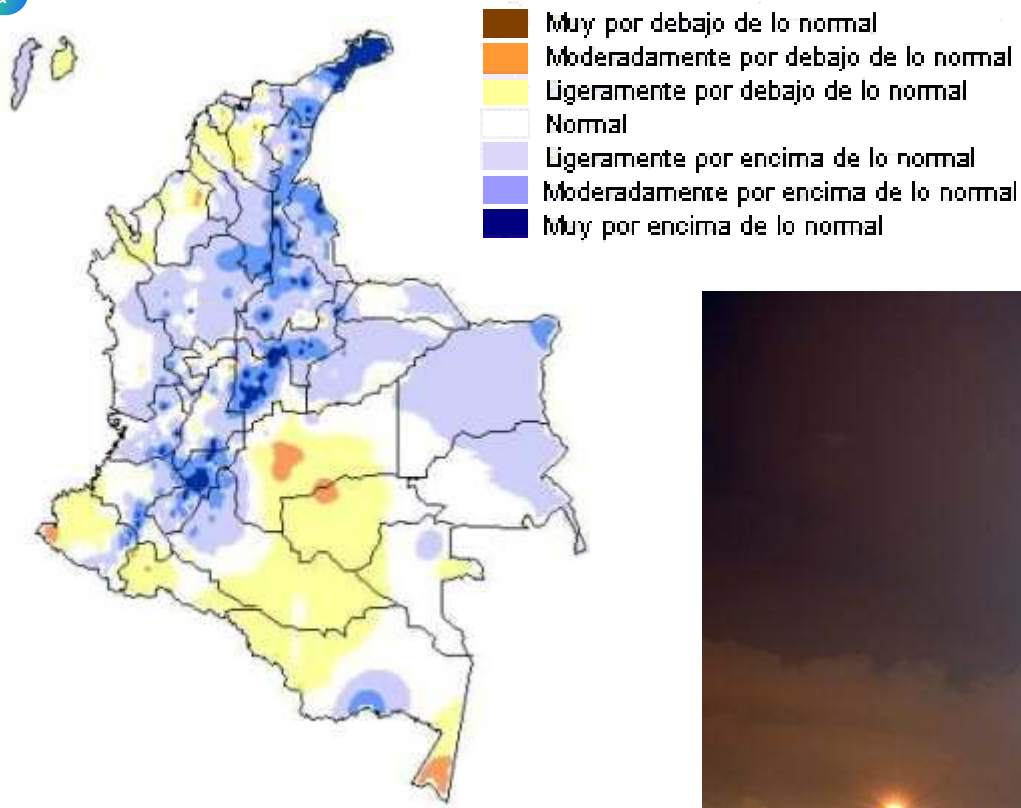 Muy por debajo de lo normal
Moderadamente por debajo de lo normal
Ligeramente por debajo de lo normal
Normal
Ligeramente por encima de lo normal
Moderadamente por encima de lo normal
Muy por encima de lo normal